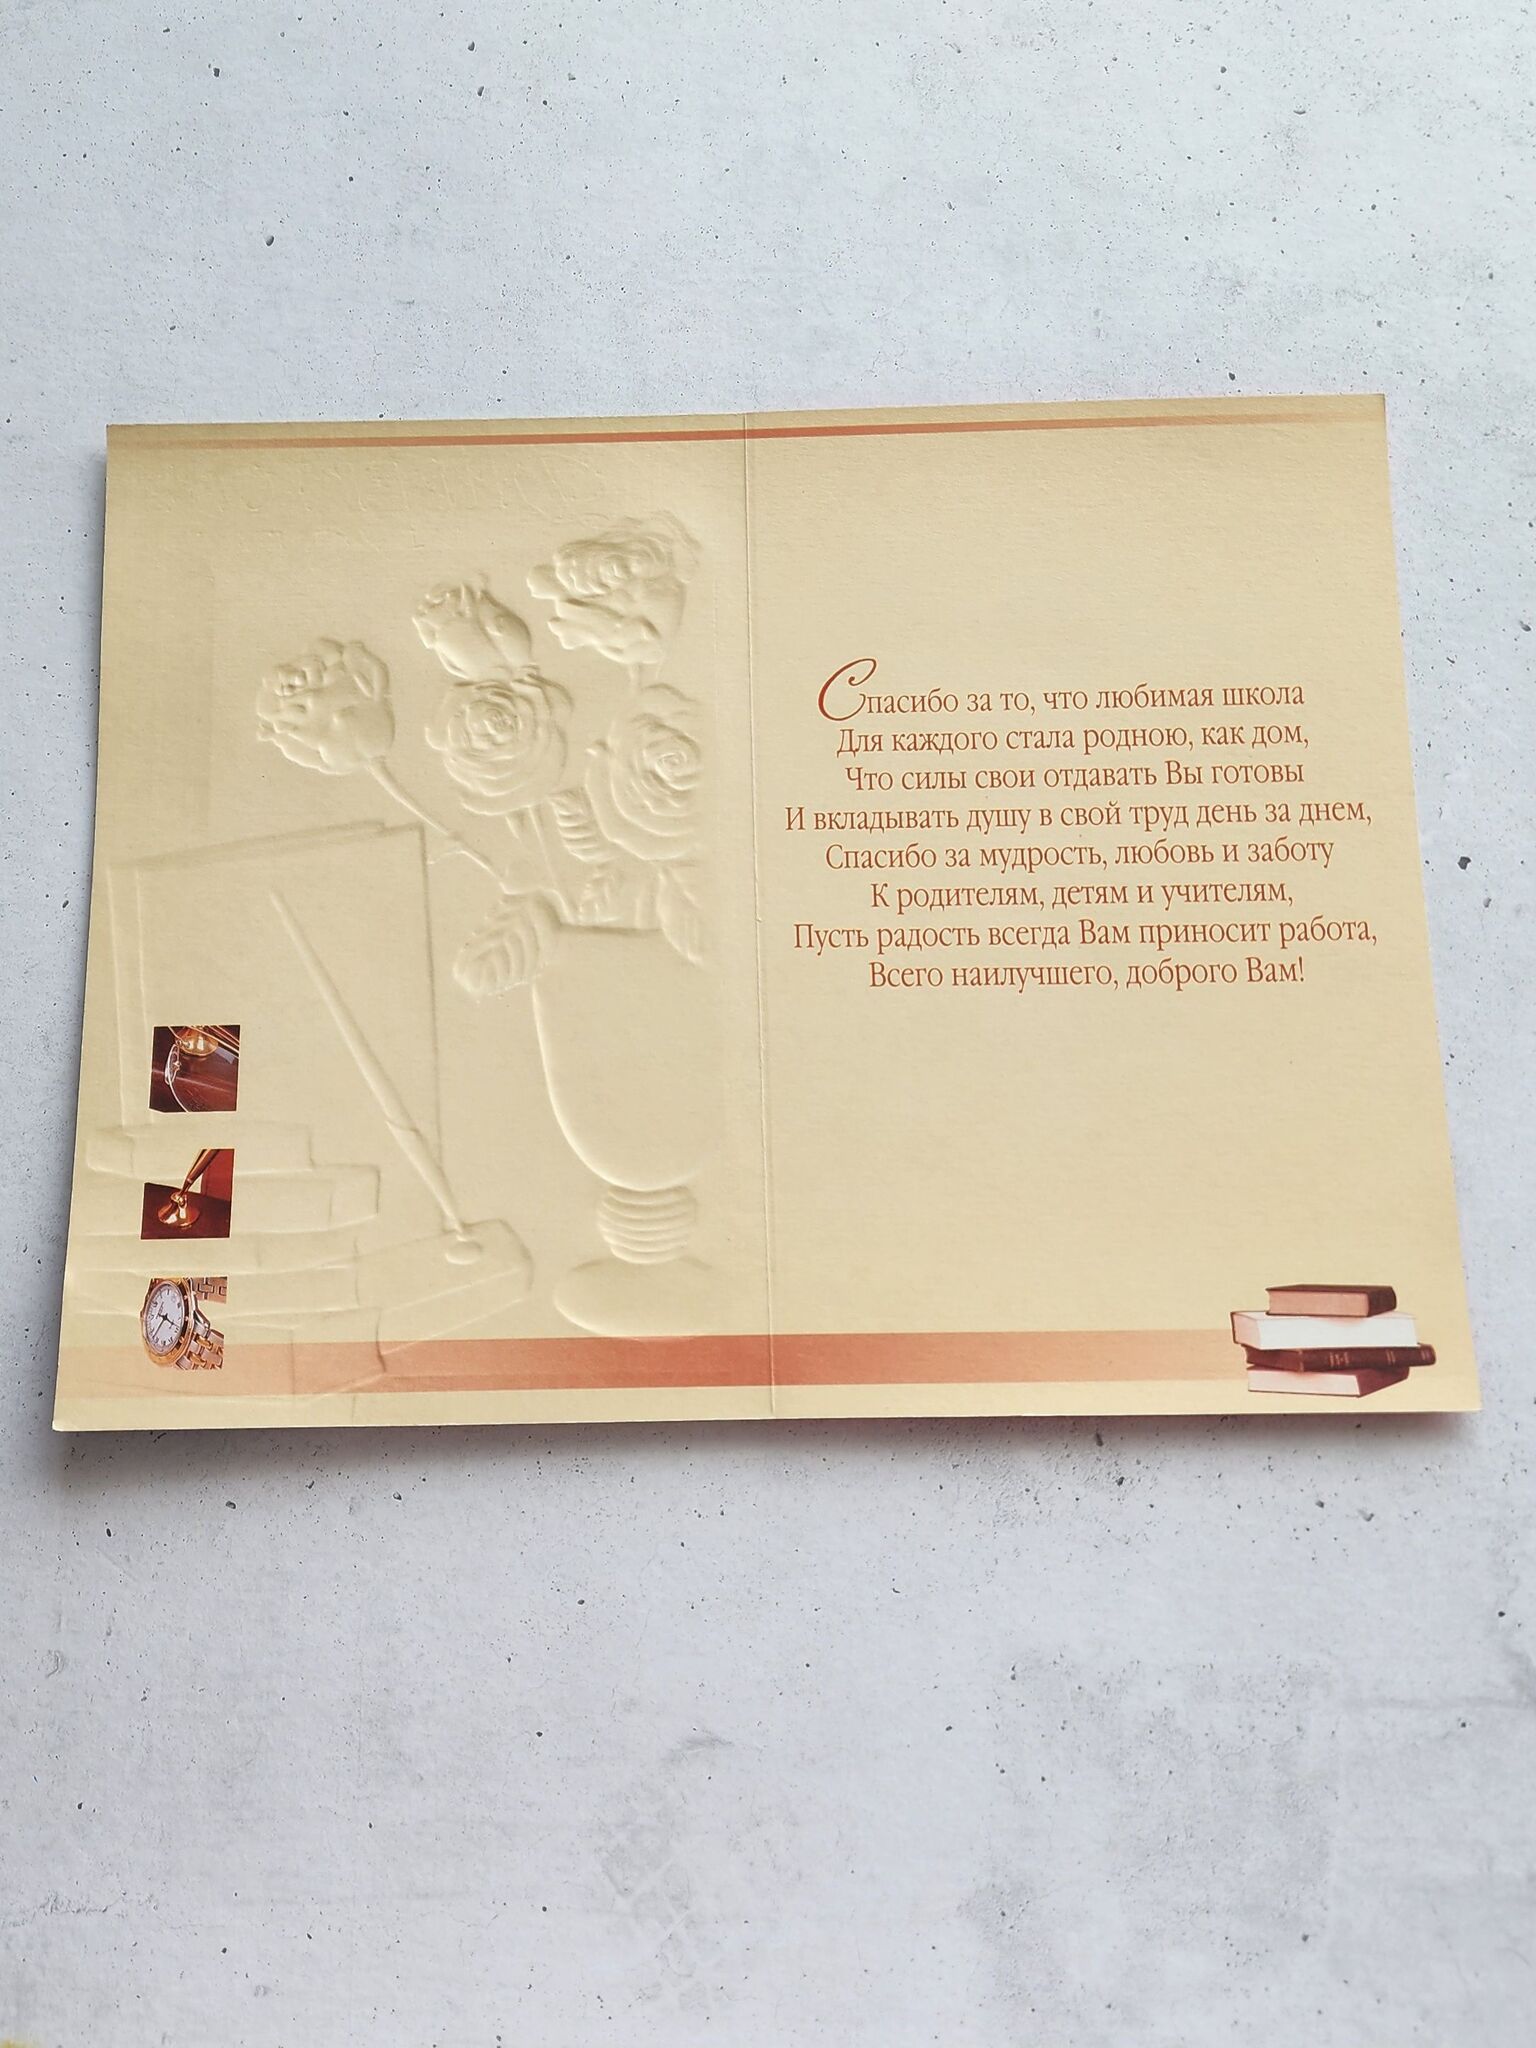 Спасибо за то, что любимая школа
Для каждого стала родною, как дом,
Что силы свои отдавать Вы готовы
И вкладывать душу в свой труд день за днем,
Спасибо за мудрость, любовь и заботу
К родителям, детям и учителям,
Пусть радость всегда Вам приносит работа,
Всего наилучшего, доброго Вам!